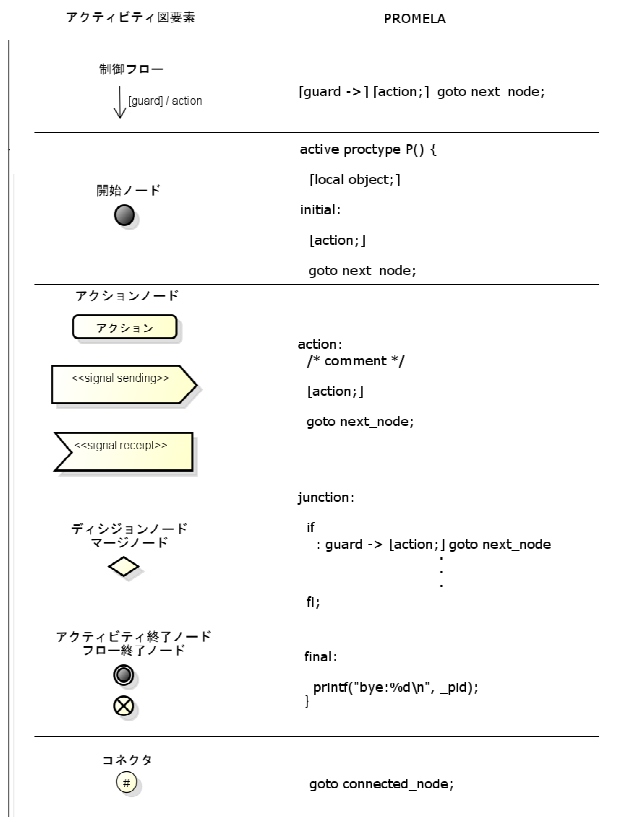 アクティビティ図要素
PROMELA
制御フロー
[guard] / action
[guard ->] [action;] goto next_node;
開始ノード
active proctype P() {
[local object;]
initial:
[action;]
goto next_node;
アクションノード
アクション
<<signal sending>>
<<signal receipt>>
action:
/* comment */
[action;]
goto next_node;
ディシジョンノード
マージノード
junction:
if
: guard -> [action;] goto next_node
.
.
.
fi;
アクティビティ終了ノード
フロー終了ノード
final:
printf("bye:%d\n", _pid);
}
コネクタ
#
goto connected_node;